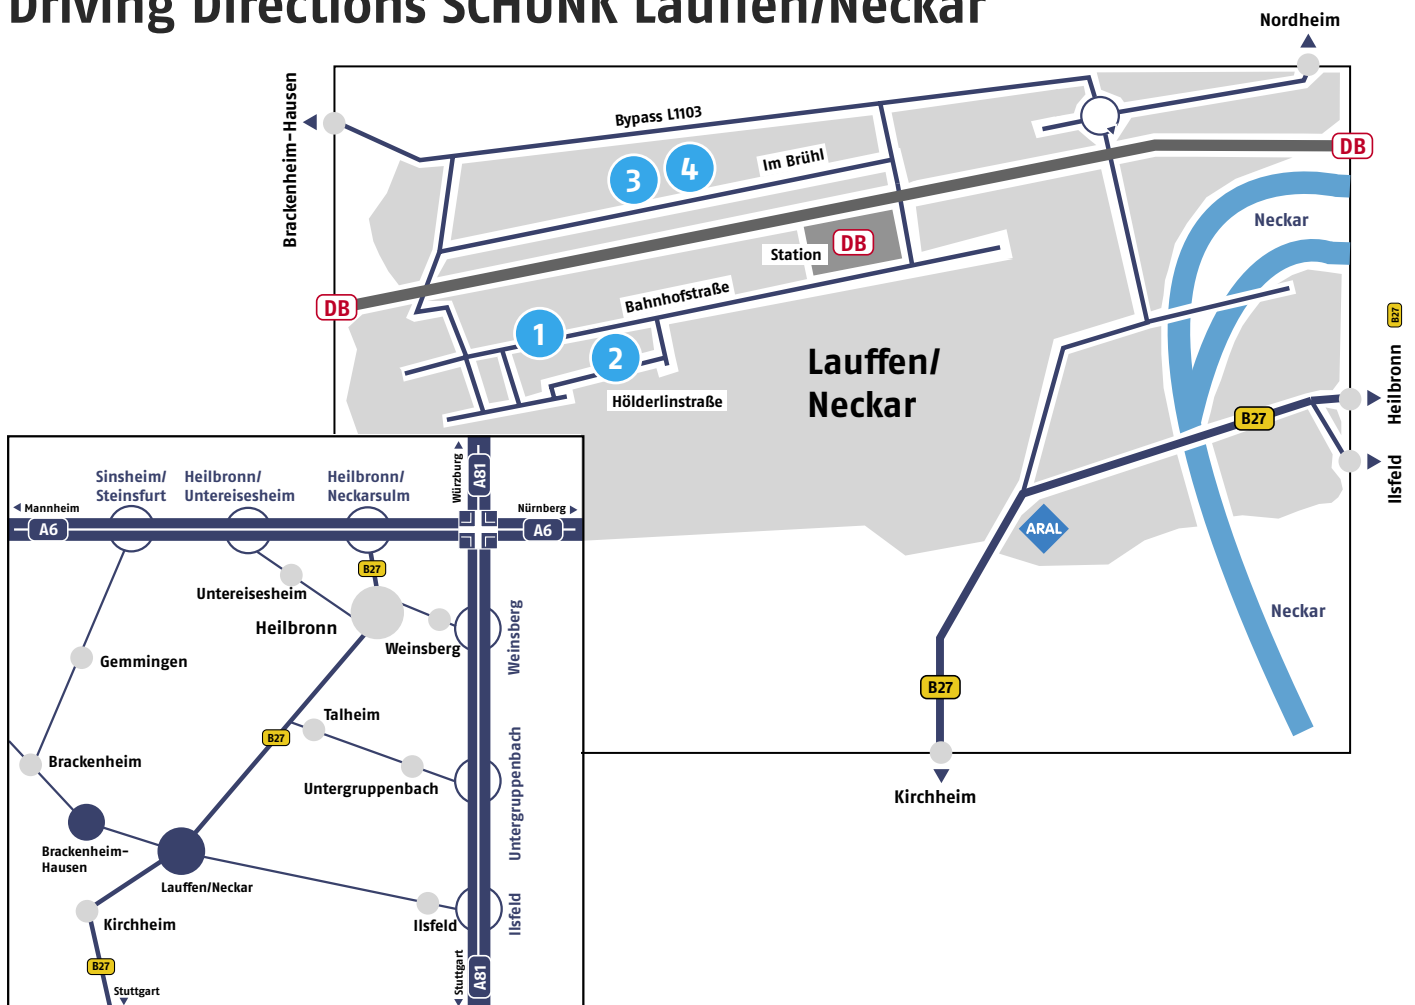 Driving Directions SCHUNK Lauffen/Neckar
Nordheim
Brackenheim-Hausen
Bypass L1103
Im Brühl
3
4
DB
Neckar
Station
DB
DB
Bahnhofstraße
1
2
Hölderlinstraße
Lauffen/
Neckar
B27
Heilbronn
B27
Ilsfeld
ARAL
Neckar
B27
Kirchheim
Sinsheim/
Steinsfurt
Heilbronn/
Untereisesheim
Heilbronn/
Neckarsulm
Würzburg
A81
Mannheim
A6
Nürnberg
A6
B27
Untereisesheim
Heilbronn
Weinsberg
Weinsberg
Gemmingen
Talheim
B27
Brackenheim
Untergruppenbach
Untergruppenbach
Brackenheim-
Hausen
Lauffen/Neckar
Kirchheim
Ilsfeld
Ilsfeld
B27
Stuttgart
Stuttgart
A81